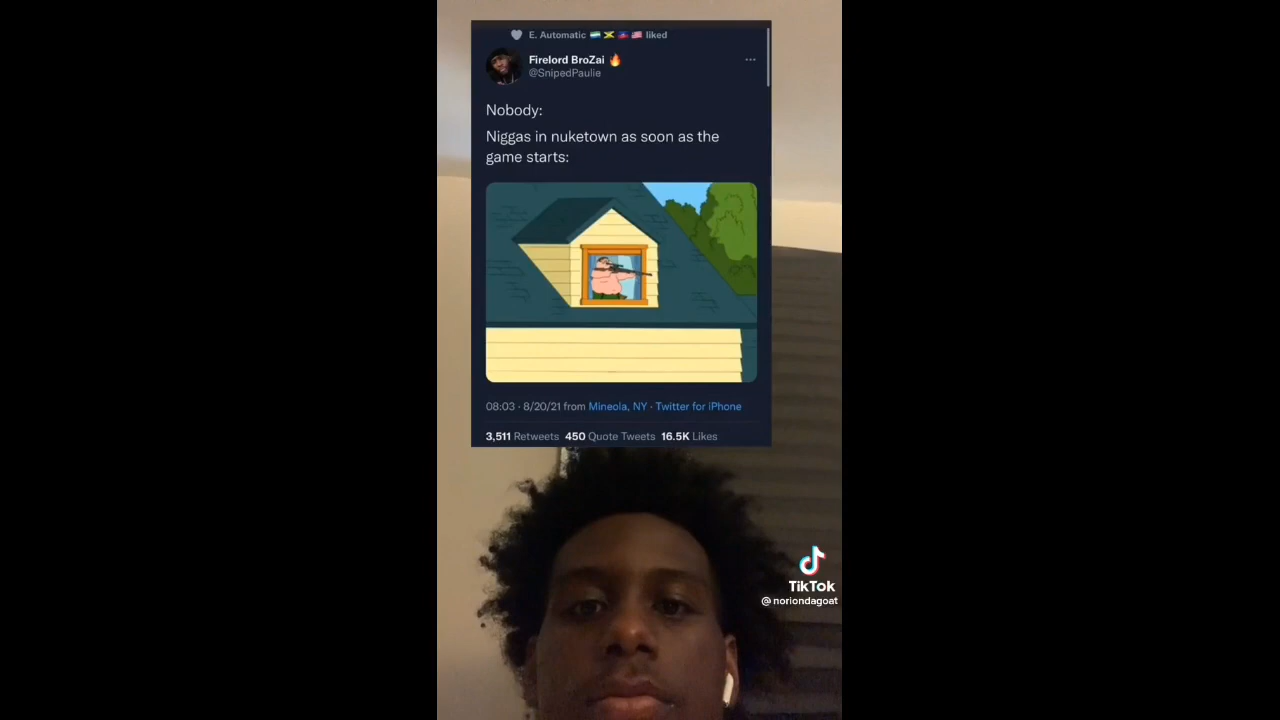 E. Automatic 🇸🇱 🇯🇲 🇭🇹 🇺🇸 liked
Firelord BroZai 🔥
@SnipedPaulie
Nobody:
Niggas in nuketown as soon as the
game starts:
08:03 · 8/20/21 from Mineola, NY · Twitter for iPhone
3,511 Retweets 450 Quote Tweets 16.5K Likes
TikTok
@noriondagoat